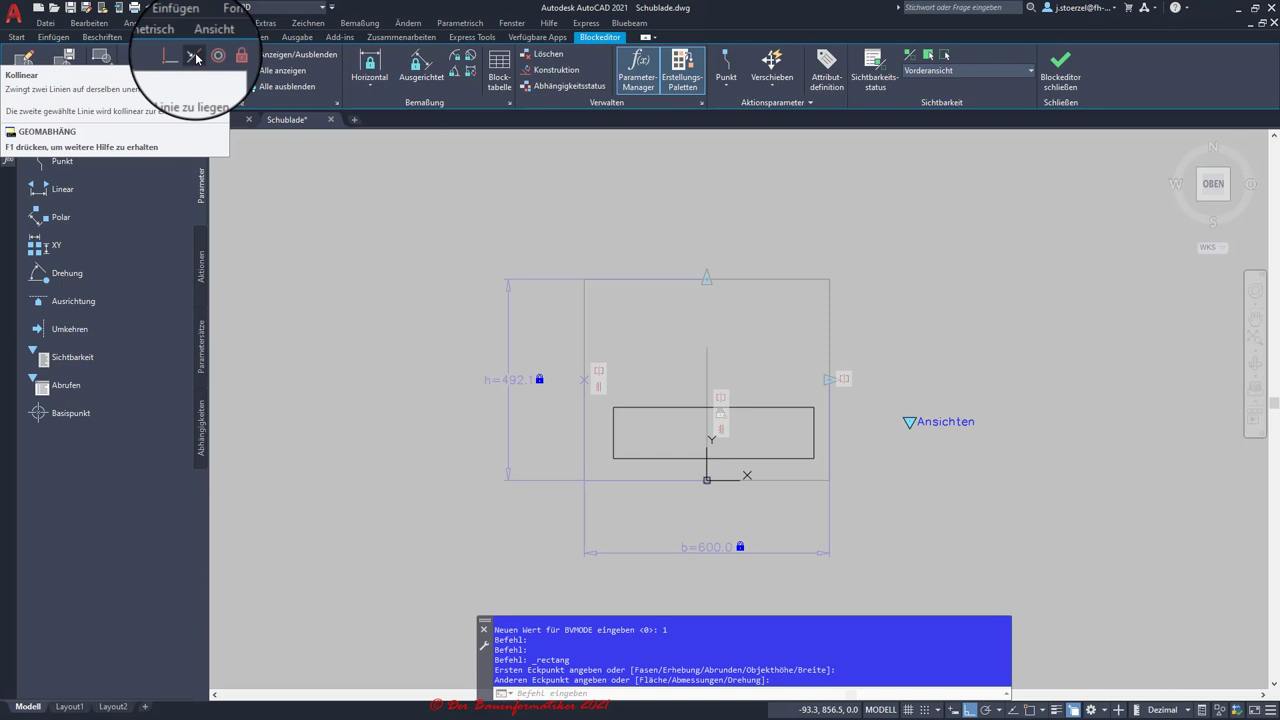 Einfügen
Autodesk AutoCAD 2021 Schublade.dwg
Stichwort oder Frage eingeben
j.stoerzel@fh-...
Datei
Bearbeiten
Extras
Zeichnen
Bemaßung
Ändern
Parametrisch
Fenster
Hilfe
Express
Bluebeam
metrisch
Ansicht
Start
Einfügen
Ausgabe
Add-ins
Zusammenarbeiten
Express Tools
Verfügbare Apps
Blockeditor
anzeigen/Ausblenden
Alle anzeigen
Alle ausblenden
Horizontal
Ausgerichtet
Block-
tabelle
Löschen
Konstruktion
Abhängigkeitsstatus
Parameter-
Manager
Erstellungs-
Paletten
Punkt
Verschieben
Attribut-
definition
Sichtbarkeits-
status
Vorderansicht
Blockeditor
schließen
Bemaßung
Verwalten
Aktionsparameter
Sichtbarkeit
Schließen
Kollinear
Zwingt zwei Linien auf derselben
Die zweite gewählte Linie wird kollinear zur
Linie zu liegen
GEOMABHÄNG
F1 drücken, um weitere Hilfe zu erhalten
Schublade*
Punkt
Linear
Polar
XY
Drehung
Ausrichtung
Umkehren
Sichtbarkeit
Abrufen
Basispunkt
Parameter
Aktionen
Parametersätze
Abhängigkeiten
N
W
OBEN
O
S
WKS
h=492.1
Y
X
Ansichten
b=600.0
Neuen Wert für BVMODE eingeben <0>: 1
Befehl:
Befehl:
Befehl: _rectang
Ersten Eckpunkt angeben oder [Fasen/Erhebung/Abrunden/Objekthöhe/Breite]:
Anderen Eckpunkt angeben oder [Fläche/Abmessungen/Drehung]:
Befehl eingeben
© Der Bauinformatiker 2021
Modell
Layout1
Layout2
-93.3, 856.5, 0.0
MODELL
Dezimal